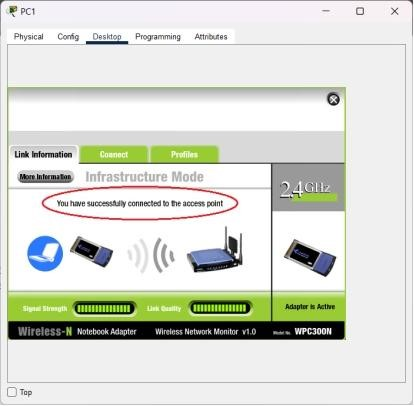 PC1
Physical Config Desktop Programming Attributes
Link Information Connect Profiles
More Information Infrastructure Mode
2.4GHz
You have successfully connected to the access point
Signal Strength Link Quality Adapter is Active
Wireless-N Notebook Adapter Wireless Network Monitor v1.0 Model No. WPC300N
Top